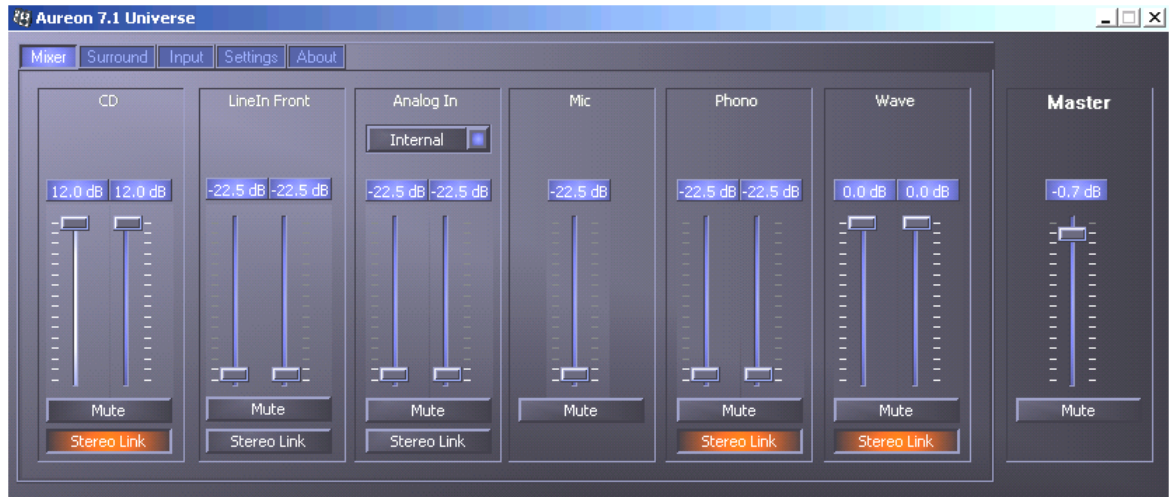 Aureon 7.1 Universe
Mixer Surround Input Settings About
CD LineIn Front Analog In Mic Phono Wave Master
Internal
12.0 dB 12.0 dB -22.5 dB -22.5 dB -22.5 dB -22.5 dB -22.5 dB -22.5 dB -22.5 dB 0.0 dB 0.0 dB -0.7 dB
Mute Mute Mute Mute Mute Mute Mute
Stereo Link Stereo Link Stereo Link Stereo Link Stereo Link